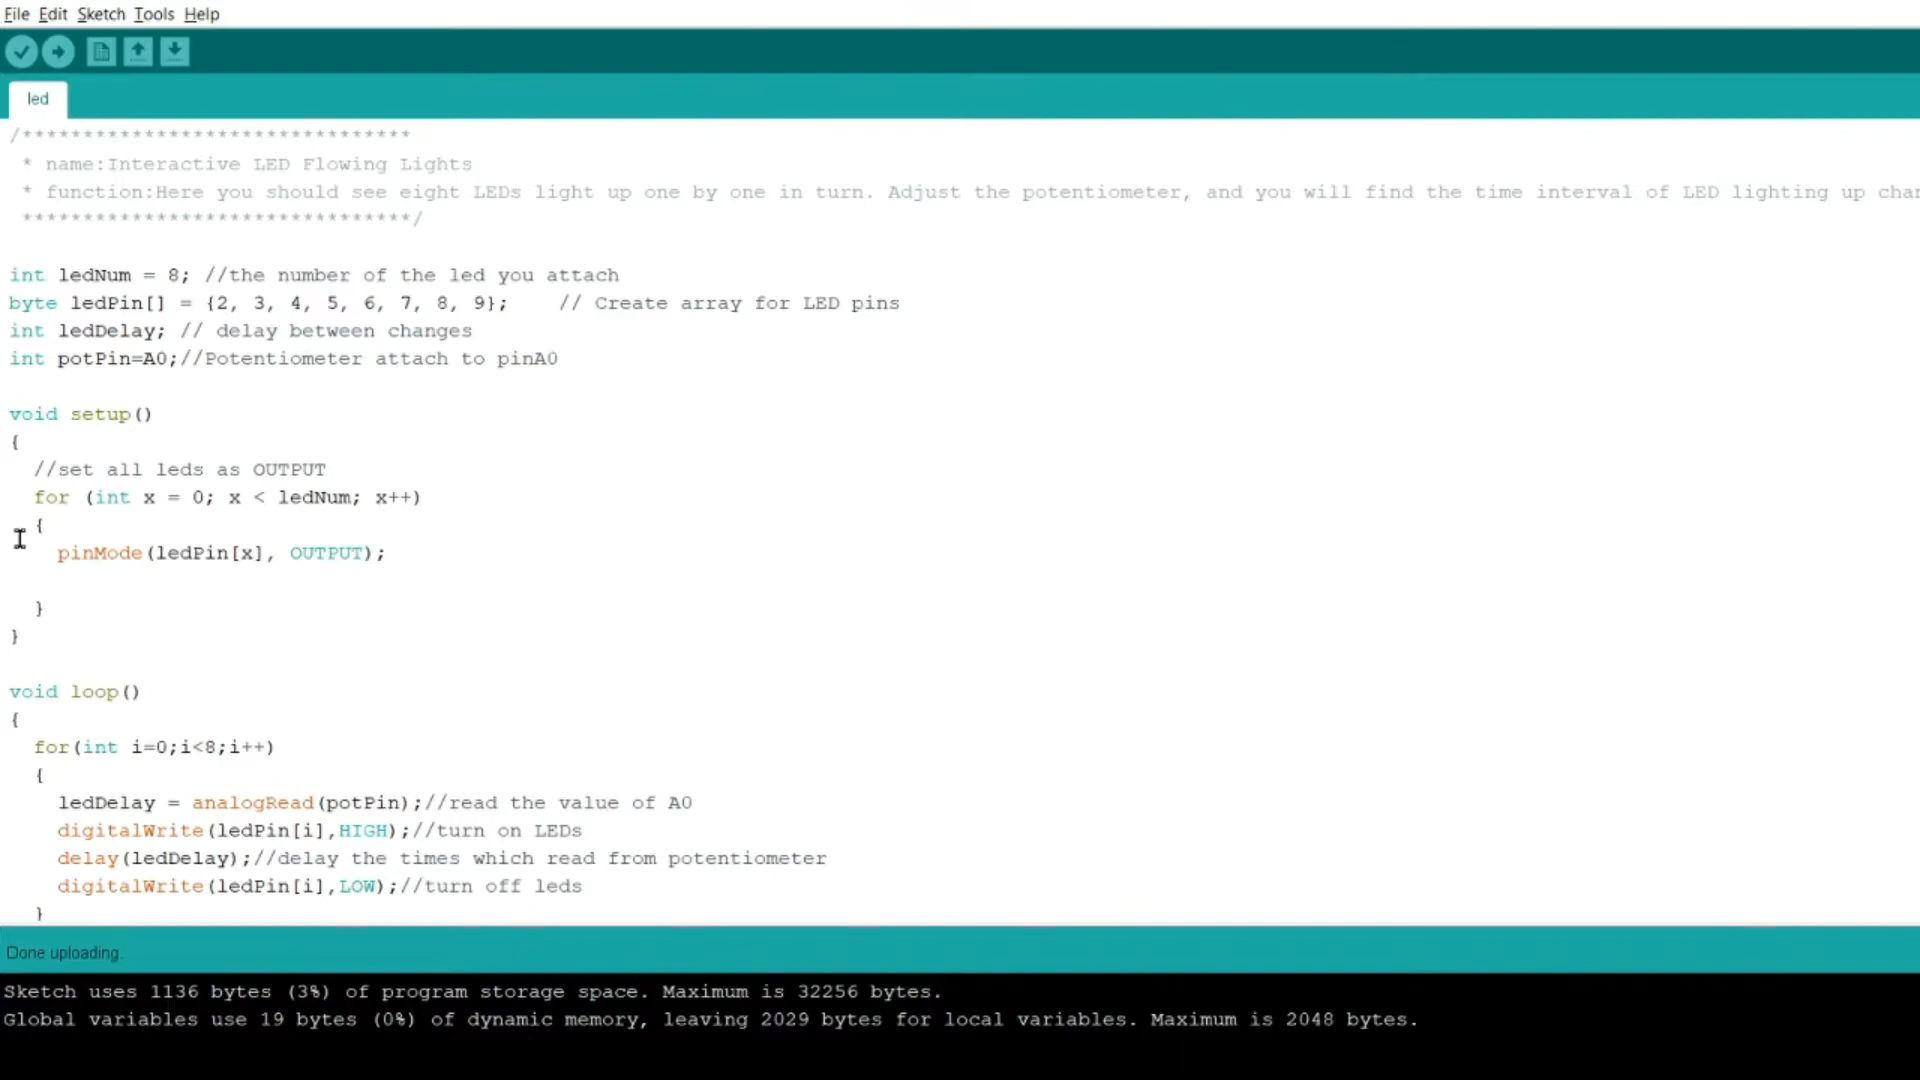 File Edit Sketch Tools Help
led
/********************************
* name:Interactive LED Flowing Lights
* function:Here you should see eight LEDs light up one by one in turn. Adjust the potentiometer, and you will find the time interval of LED lighting up
********************************/
int ledNum = 8; //the number of the led you attach
byte ledPin[] = {2, 3, 4, 5, 6, 7, 8, 9};    // Create array for LED pins
int ledDelay; // delay between changes
int potPin=A0;//Potentiometer attach to pinA0
void setup()
{
//set all leds as OUTPUT
for (int x = 0; x < ledNum; x++)
{
pinMode(ledPin[x], OUTPUT);
}
}
void loop()
{
for(int i=0;i<8;i++)
{
ledDelay = analogRead(potPin);//read the value of A0
digitalWrite(ledPin[i],HIGH);//turn on LEDs
delay(ledDelay);//delay the times which read from potentiometer
digitalWrite(ledPin[i],LOW);//turn off leds
}
Done uploading.
Sketch uses 1136 bytes (3%) of program storage space. Maximum is 32256 bytes.
Global variables use 19 bytes (0%) of dynamic memory, leaving 2029 bytes for local variables. Maximum is 2048 bytes.